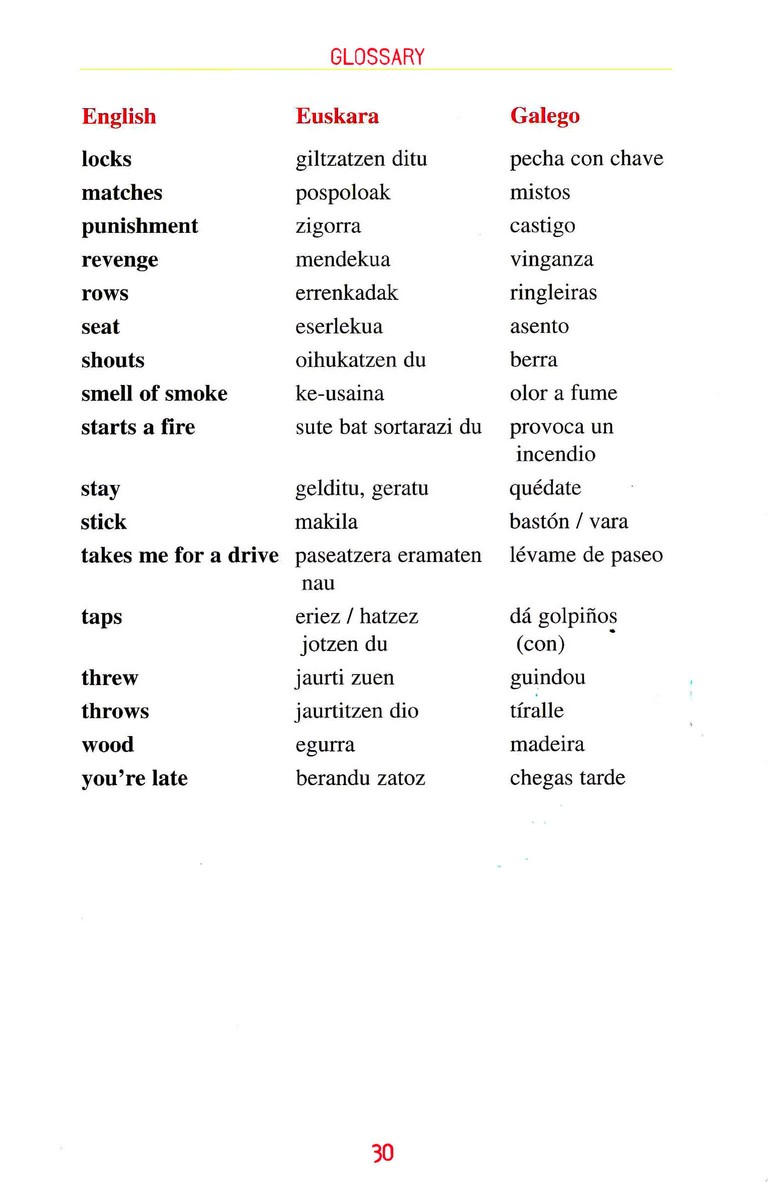 GLOSSARY
English Euskara Galego
locks giltzatzen ditu pecha con chave
matches pospoloak mistos
punishment zigorra castigo
revenge mendekua vinganza
rows errenkadak ringleiras
seat eserlekua asento
shouts oihukatzen du berra
smell of smoke ke-usaina olor a fume
starts a fire sute bat sortarazi du provoca un
incendio
stay gelditu, geratu quédate
stick makila bastón / vara
takes me for a drive paseatzera eramaten lévame de paseo
nau
taps eriez / hatzez dá golpiños
jotzen du (con)
threw jaurti zuen guindou
throws jaurtitzen dio tíralle
wood egurra madeira
you're late berandu zatoz chegas tarde
30